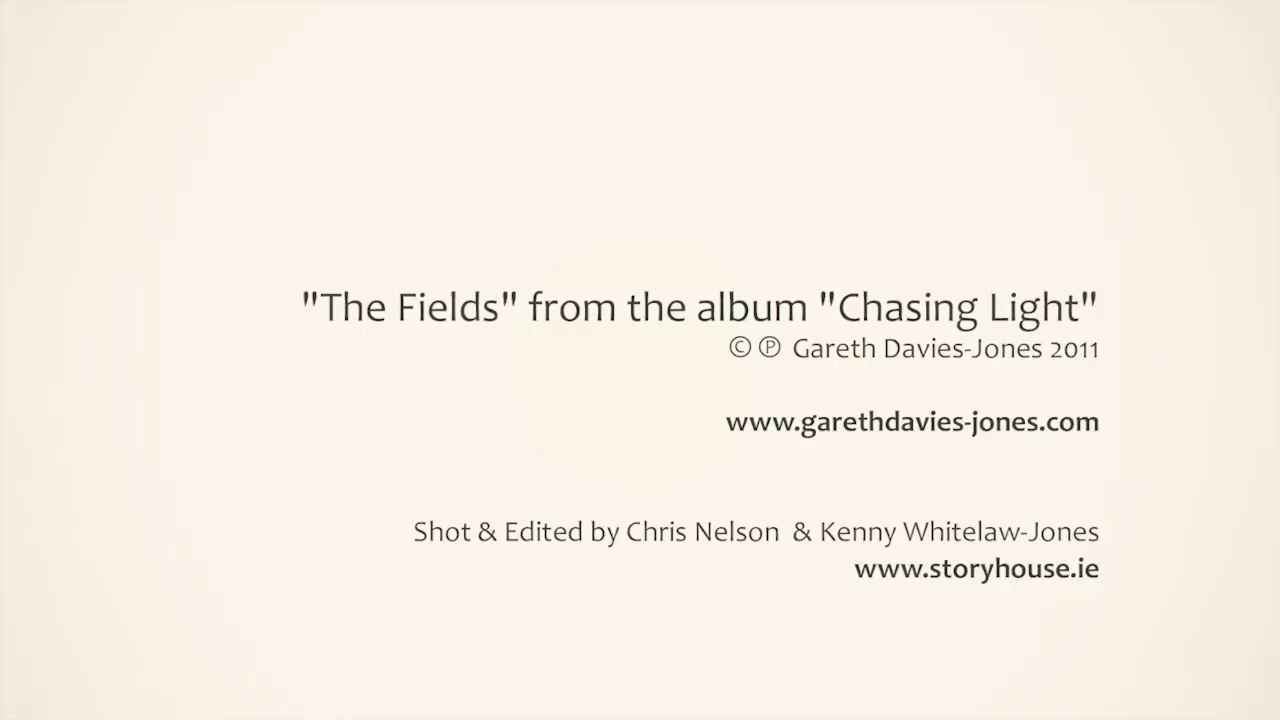 "The Fields" from the album "Chasing Light"
© ℗ Gareth Davies-Jones 2011
www.garethdavies-jones.com
Shot & Edited by Chris Nelson & Kenny Whitelaw-Jones
www.storyhouse.ie